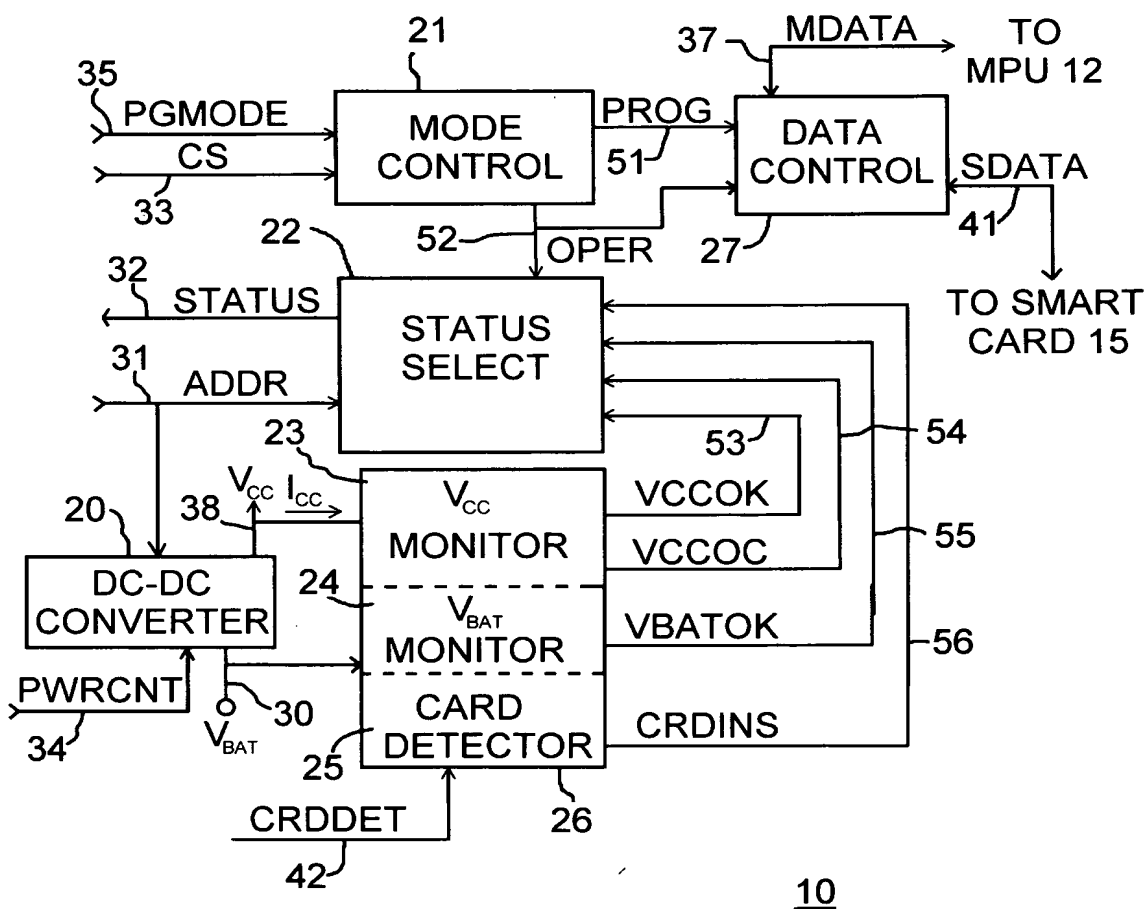 21
37
MDATA
TO
MPU 12
35
PGMODE
MODE
CONTROL
PROG
51
DATA
CONTROL
CS
33
SDATA
41
22
52
OPER
27
32
STATUS
STATUS
SELECT
TO SMART
CARD 15
31
ADDR
53
54
23
VCC
ICC
38
VCC
MONITOR
VCCOK
VCCOC
55
20
DC-DC
CONVERTER
24
VBAT
MONITOR
VBATOK
56
PWRCNT
34
30
VBAT
CARD
DETECTOR
25
CRDINS
CRDDET
42
26
10